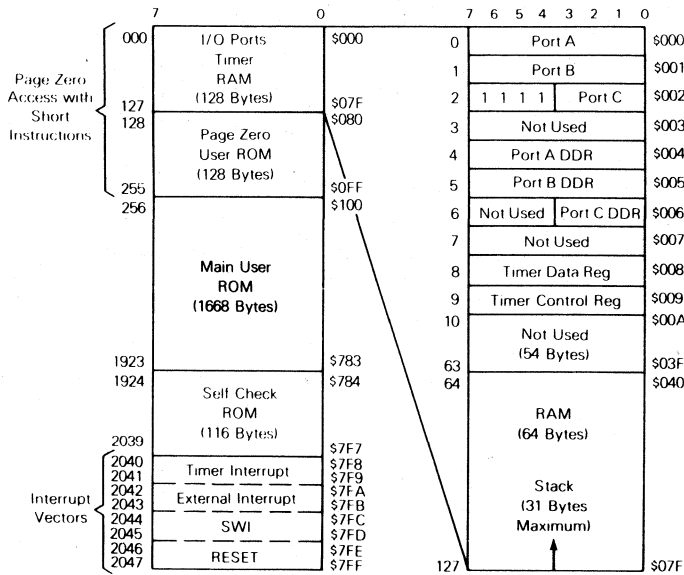 7 0
000 I/O Ports $000
Timer
RAM
127 (128 Bytes) $07F
128 $080
Page Zero
User ROM
(128 Bytes)
255 $0FF
256 $100
Main User
ROM
(1668 Bytes)
1923 $783
1924 $784
Self Check
ROM
(116 Bytes)
2039 $7F7
2040 $7F8
Timer Interrupt
2041 $7F9
2042 $7FA
External Interrupt
2043 $7FB
2044 $7FC
SWI
2045 $7FD
2046 $7FE
RESET
2047 $7FF
Page Zero
Access with
Short
Instructions
Interrupt
Vectors
7 6 5 4 3 2 1 0
0 Port A $000
1 Port B $001
2 1 1 1 1 Port C $002
3 Not Used $003
4 Port A DDR $004
5 Port B DDR $005
6 Not Used Port C DDR $006
7 Not Used $007
8 Timer Data Reg $008
9 Timer Control Reg $009
10 $00A
Not Used
(54 Bytes)
63 $03F
64 $040
RAM
(64 Bytes)
Stack
(31 Bytes
Maximum)
127 $07F